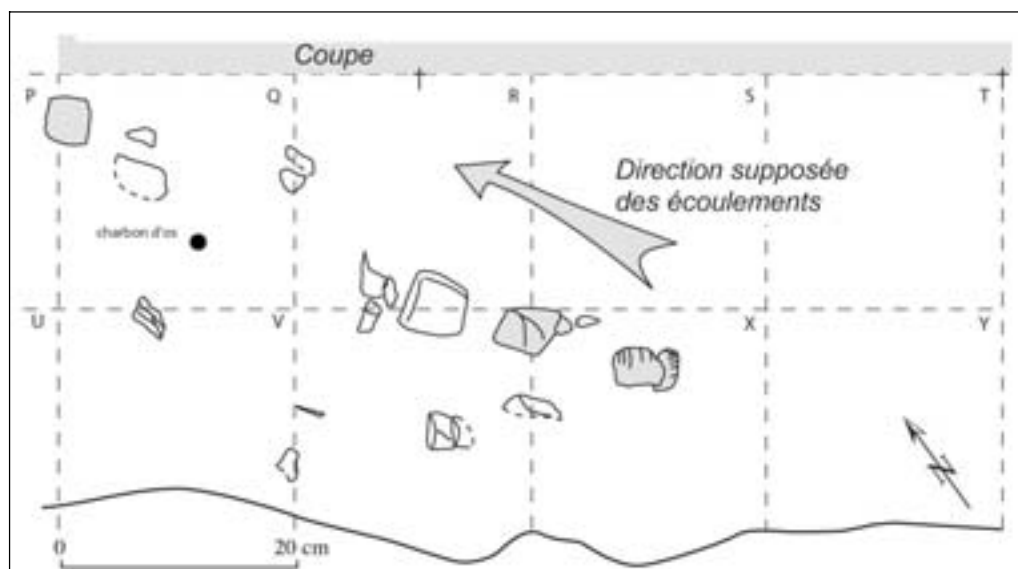 Coupe
P Q R S T
Direction supposée
des écoulements
charbon d'os
U V X Y
0 20 cm